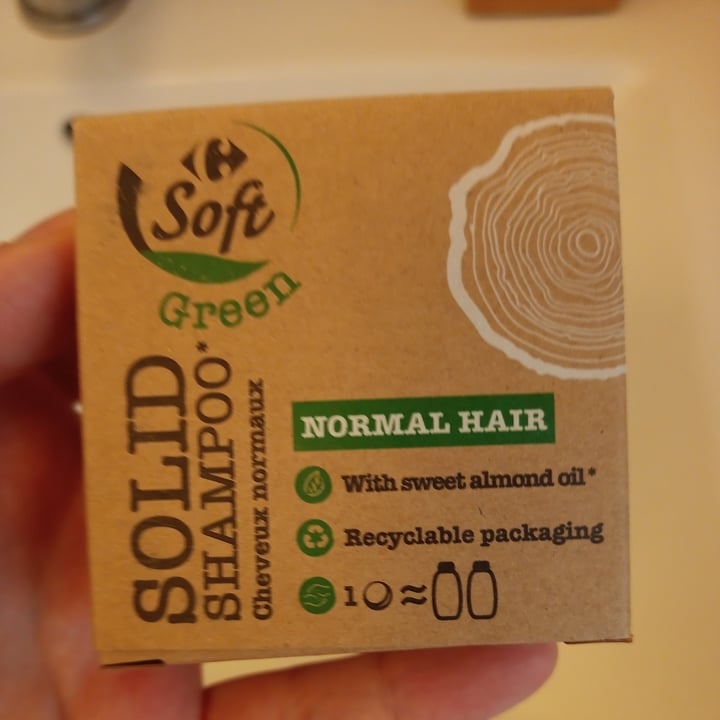 Soft
Green
SOLID
SHAMPOO*
Cheveux normaux
NORMAL HAIR
With sweet almond oil*
Recyclable packaging
1 ≈